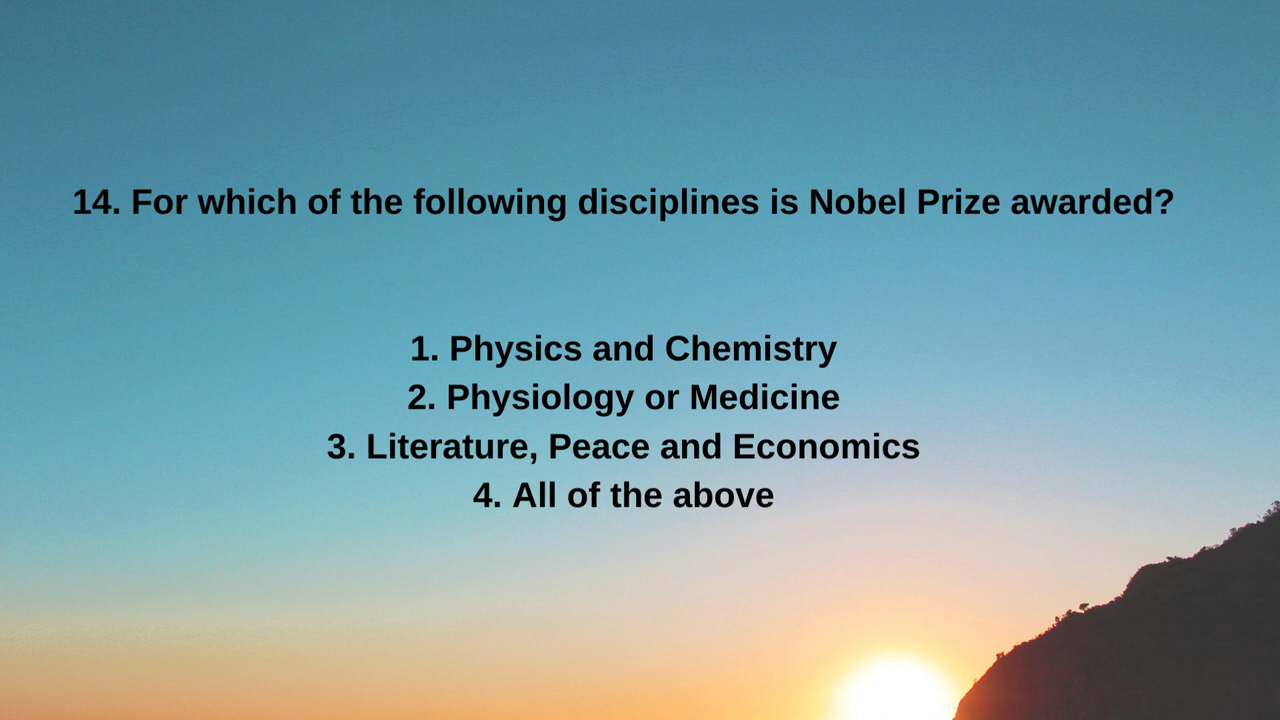 14. For which of the following disciplines is Nobel Prize awarded?
1. Physics and Chemistry
2. Physiology or Medicine
3. Literature, Peace and Economics
4. All of the above